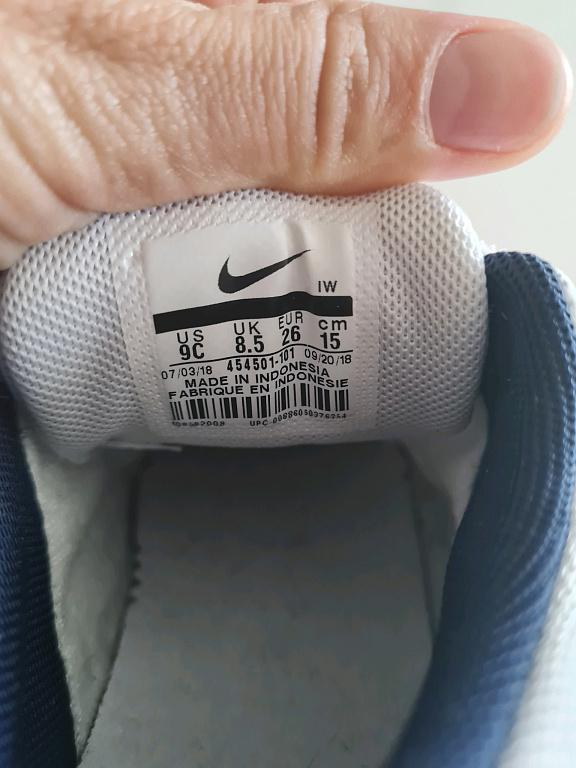 IW
US UK EUR cm
9C 8.5 26 15
07/03/18 454501-101 09/20/18
MADE IN INDONESIA
FABRIQUE EN INDONESIE
UPC